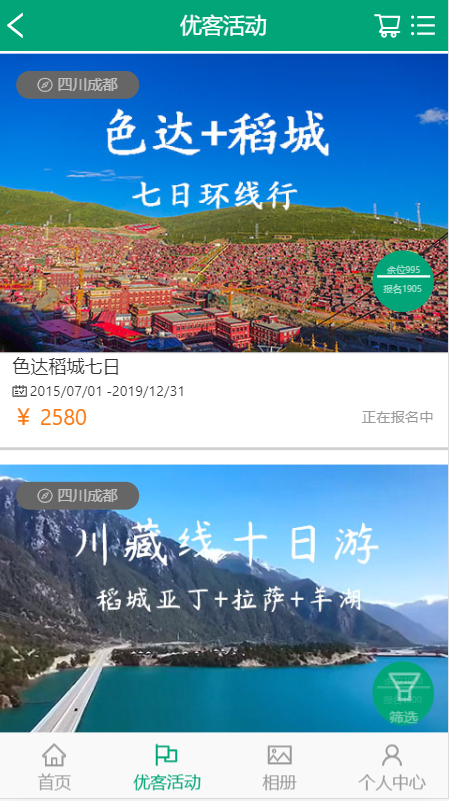 优客活动
四川成都
色达+稻城
七日环线行
余位995
报名1905
色达稻城七日
2015/07/01 -2019/12/31
¥ 2580
正在报名中
四川成都
川藏线十日游
稻城亚丁+拉萨+羊湖
筛选
首页
优客活动
相册
个人中心